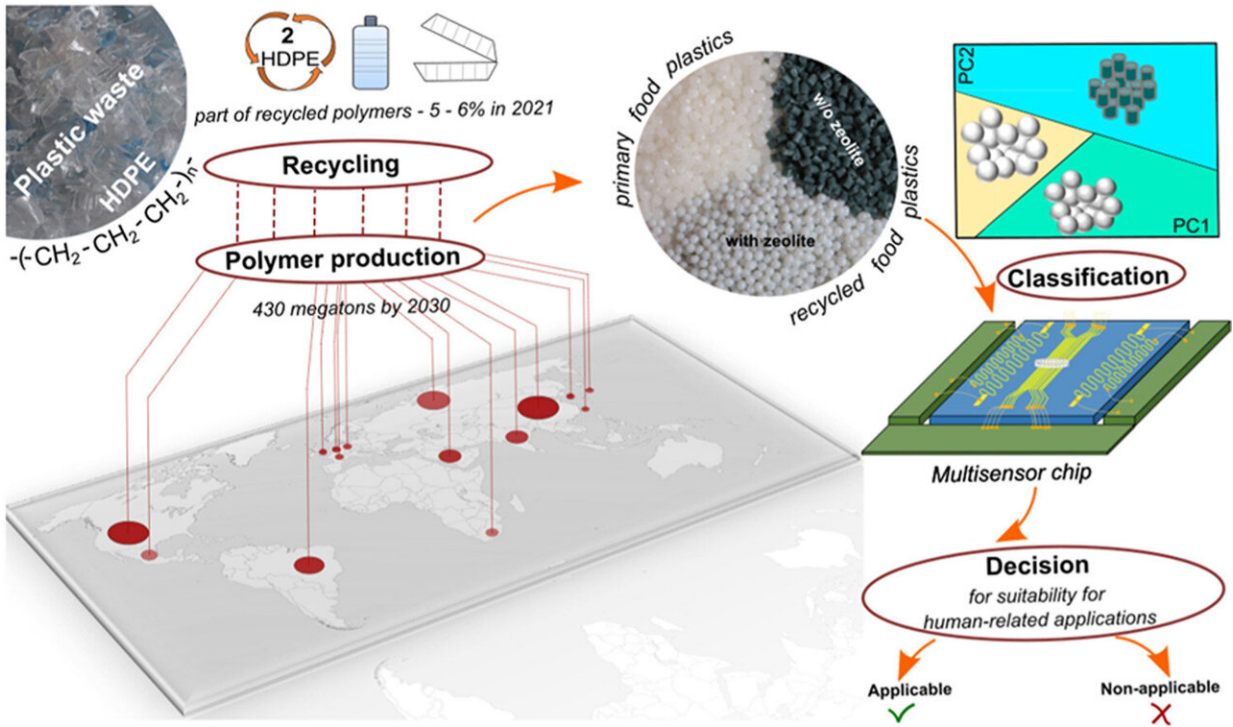 Plastic waste
HDPE
-(-CH₂-CH₂-CH₂-)ₙ-
2
HDPE
part of recycled polymers - 5 - 6% in 2021
Recycling
Polymer production
430 megatons by 2030
primary food plastics
w/o zeolite
with zeolite
recycled food plastics
PC2
PC1
Classification
Multisensor chip
Decision
for suitability for
human-related applications
Applicable
Non-applicable